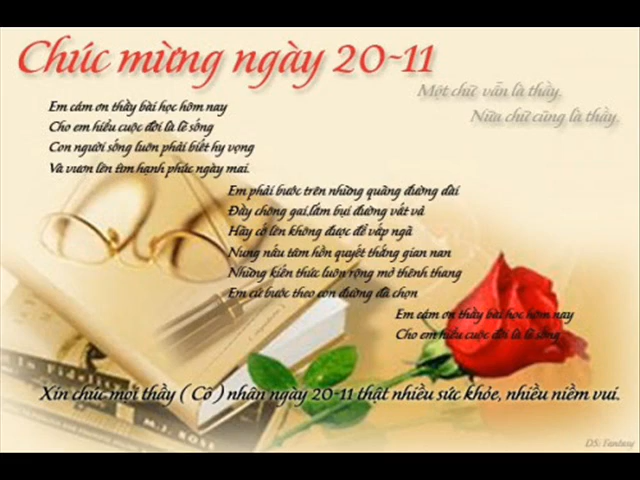 Chúc mừng ngày 20-11
Một chữ vẫn là thầy.
Nửa chữ cũng là thầy.
Em cám ơn thầy bài học hôm nay
Cho em hiểu cuộc đời là lẽ sống
Con người sống luôn phải biết hy vọng
Và vươn lên tìm hạnh phúc ngày mai.
Em phải bước trên những quãng đường dài
Đầy chông gai,lắm bụi đường vất vả
Hãy cố lên không được để vấp ngã
Nung nấu tâm hồn quyết thắng gian nan
Những kiến thức luôn rộng mở thênh thang
Em cứ bước theo con đường đã chọn
Em cám ơn thầy bài học hôm nay
Cho em hiểu cuộc đời là lẽ sống
Xin chúc mọi thầy ( Cô ) nhân ngày 20-11 thật nhiều sức khỏe, nhiều niềm vui.
M.J. ROSE
DS: Fantasy